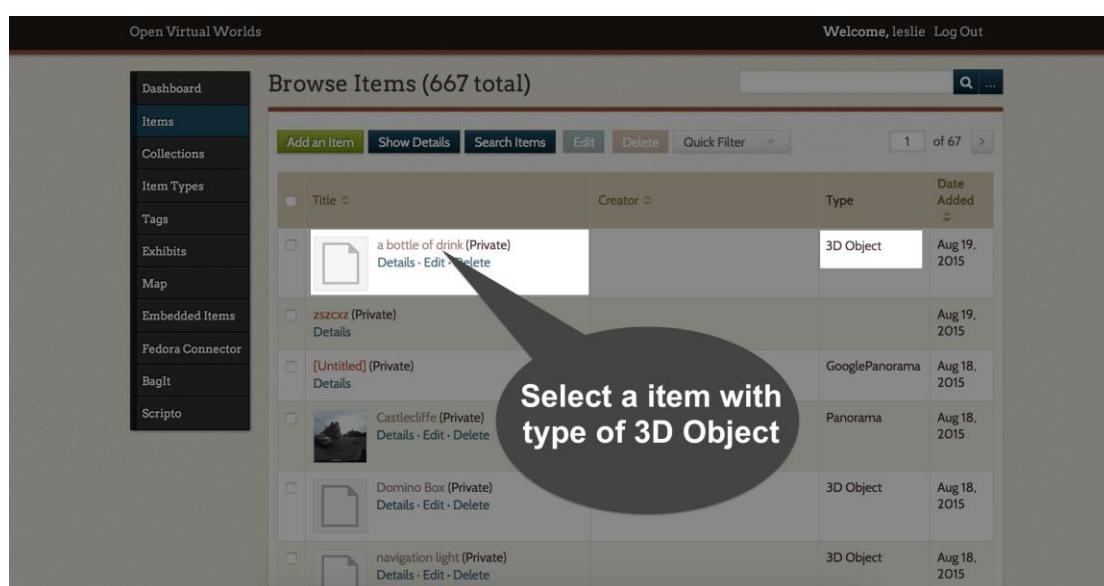 Open Virtual Worlds
Welcome, leslie Log Out
Dashboard
Items
Collections
Item Types
Tags
Exhibits
Map
Embedded Items
Fedora Connector
BagIt
Scripto
Browse Items (667 total)
...
Add an Item Show Details Search Items Edit Delete Quick Filter
1 of 67 >
Title Creator Type Date
Added
a bottle of drink (Private) 3D Object Aug 19,
Details · Edit · Delete 2015
zszcxz (Private) Aug 19,
Details 2015
[Untitled] (Private) GooglePanorama Aug 18,
Details 2015
Castlecliffe (Private) Panorama Aug 18,
Details · Edit · Delete 2015
Domino Box (Private) 3D Object Aug 18,
Details · Edit · Delete 2015
navigation light (Private) 3D Object Aug 18,
Details · Edit · Delete 2015
Select a item with
type of 3D Object